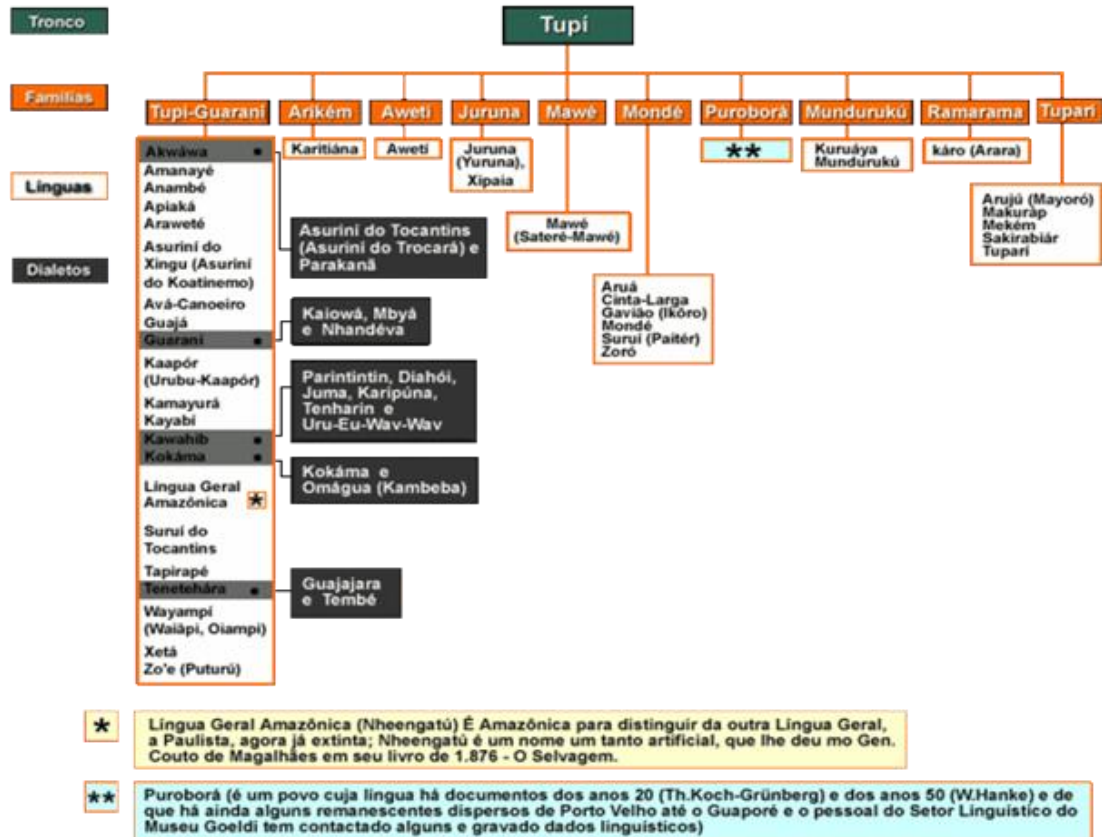 Tronco
Tupí
Famílias
Tupi-Guaraní
Arikém
Awetí
Juruna
Mawé
Mondé
Puroborá
Mundurukú
Ramarama
Tuparí
Línguas
Dialetos
Akwáwa
Amanayé
Anambé
Apiaká
Araweté
Asuriní do
Xingu (Asuriní
do Koatinemo)
Avá-Canoeiro
Guajá
Guaraní
Kaapór
(Urubu-Kaapór)
Kamayurá
Kayabí
Kawahíb
Kokáma
Língua Geral
Amazônica *
Suruí do
Tocantins
Tapirapé
Tenetehára
Wayampí
(Waiãpi, Oiampi)
Xetá
Zo'e (Puturú)
Asuriní do Tocantins
(Asuriní do Trocará) e
Parakanã
Kaiowá, Mbyá
e Nhandéva
Parintintin, Diahói,
Juma, Karipúna,
Tenharin e
Uru-Eu-Wav-Wav
Kokáma e
Omágua (Kambeba)
Guajajara
e Tembé
Karitiána
Awetí
Juruna
(Yuruna),
Xipaia
Mawé
(Sateré-Mawé)
Aruá
Cinta-Larga
Gavião (Ikõro)
Mondé
Suruí (Paitér)
Zoró
**
Kuruáya
Mundurukú
káro (Arara)
Arujú (Mayoró)
Makuráp
Mekém
Sakirabiár
Tuparí
* Língua Geral Amazônica (Nheengatú) É Amazônica para distinguir da outra Língua Geral,
a Paulista, agora já extinta; Nheengatú é um nome um tanto artificial, que lhe deu mo Gen.
Couto de Magalhães em seu livro de 1.876 - O Selvagem.
** Puroborá (é um povo cuja língua há documentos dos anos 20 (Th.Koch-Grünberg) e dos anos 50 (W.Hanke) e de
que há ainda alguns remanescentes dispersos de Porto Velho até o Guaporé e o pessoal do Setor Linguístico do
Museu Goeldi tem contactado alguns e gravado dados linguísticos)